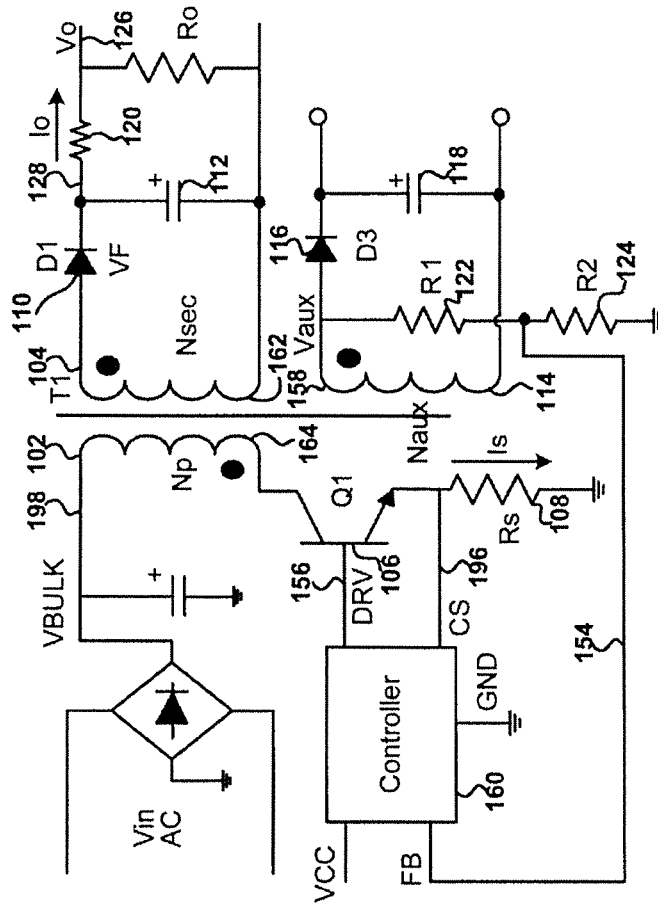 Vin
AC
VBULK
198
102
T1
104
110
D1
VF
128
Io
120
Vo
126
Ro
112
Nsec
162
Np
164
158
Vaux
116
D3
118
R1
122
R2
124
114
Naux
Q1
156
DRV
106
CS
196
Is
Rs
108
Controller
GND
160
VCC
FB
154